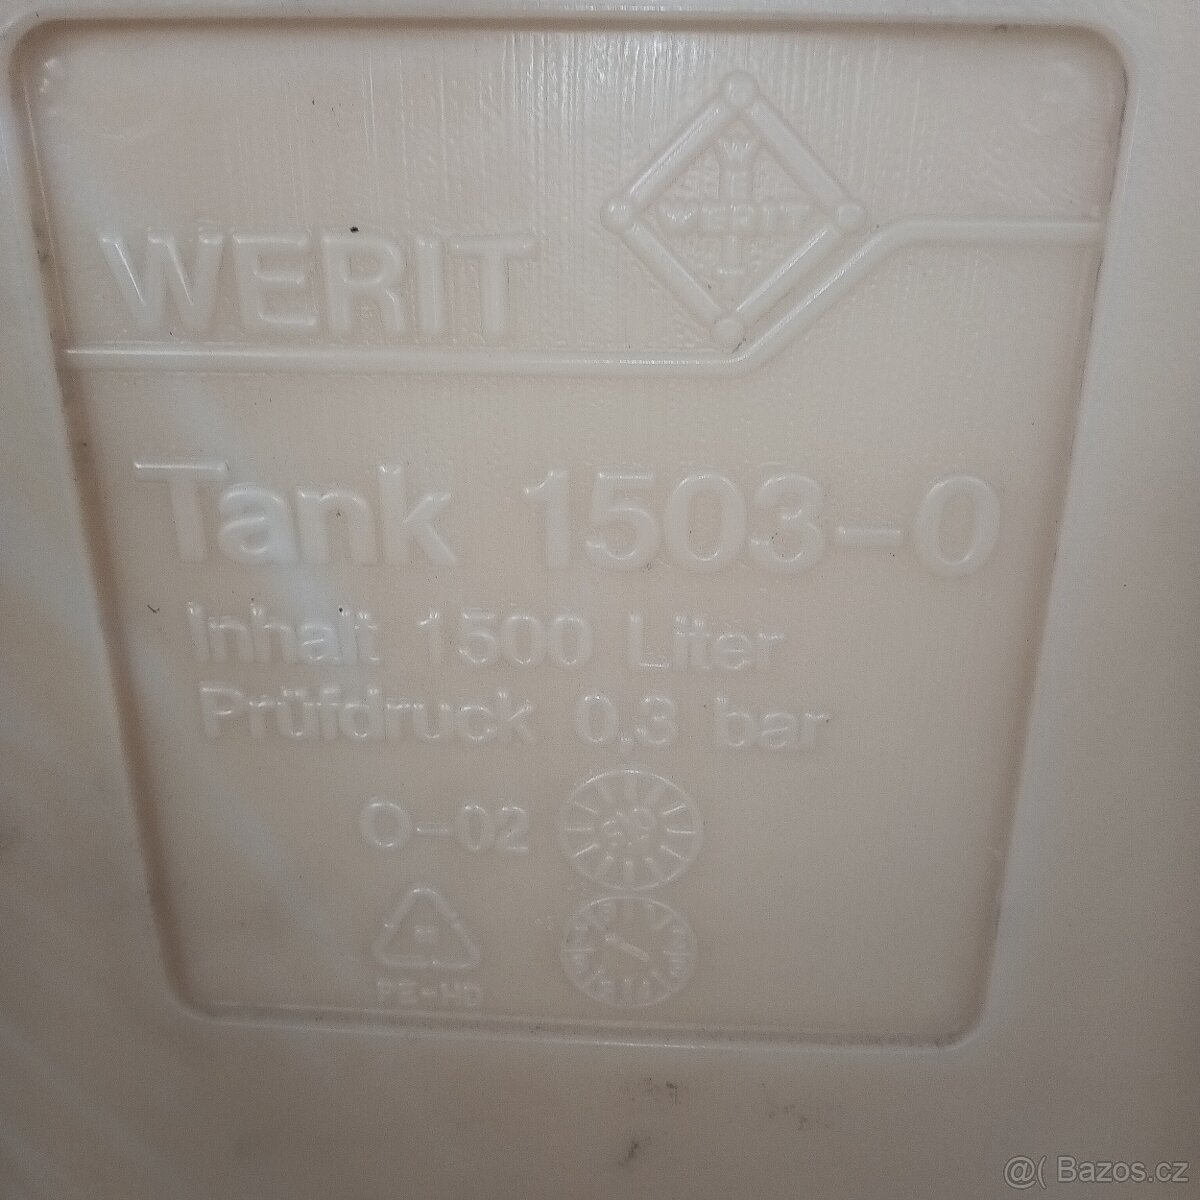 WERIT
WERIT
Tank 1503-0
Inhalt 1500 Liter
Prüfdruck 0,3 bar
O-02
PE-HD
@( Bazos.cz